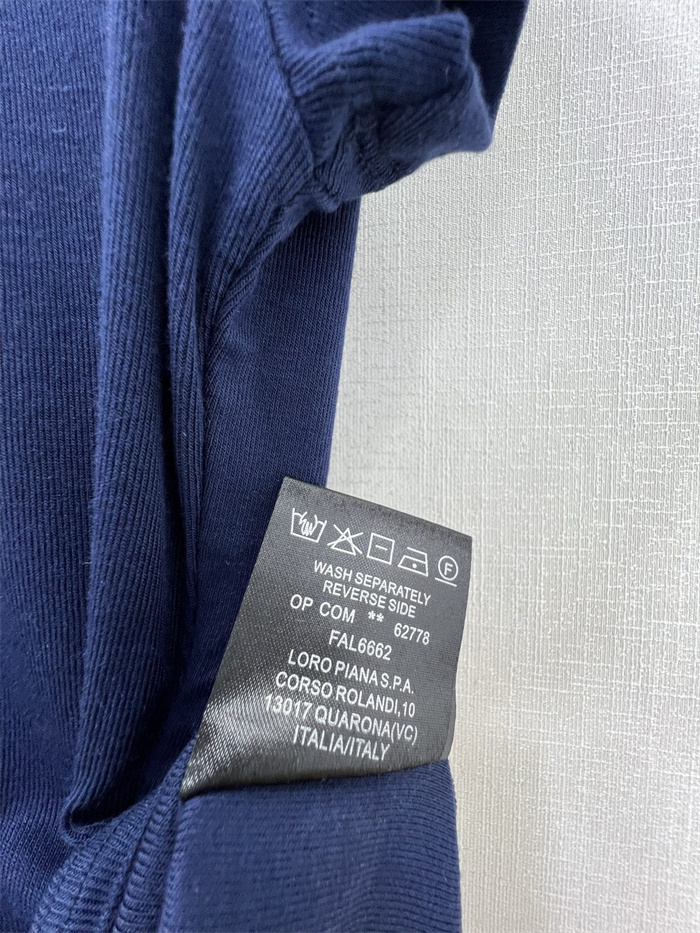 F
WASH SEPARATELY
REVERSE SIDE
OP COM ** 62778
FAL6662
LORO PIANA S.P.A.
CORSO ROLANDI,10
13017 QUARONA(VC)
ITALIA/ITALY